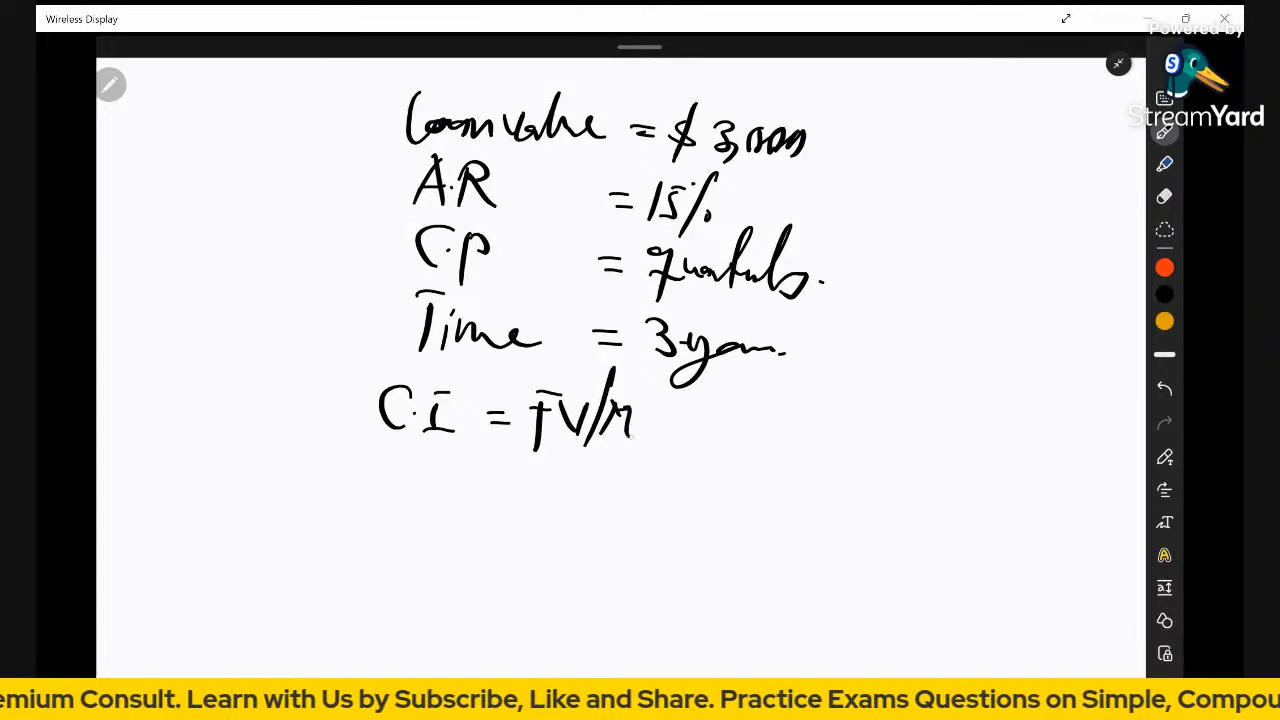 Wireless Display
Powered by
StreamYard
Loan value = $ 3,000
A.R = 15%
C.P = quarterly.
Time = 3 years.
C.I = FV/M
emium Consult. Learn with Us by Subscribe, Like and Share. Practice Exams Questions on Simple, Compou